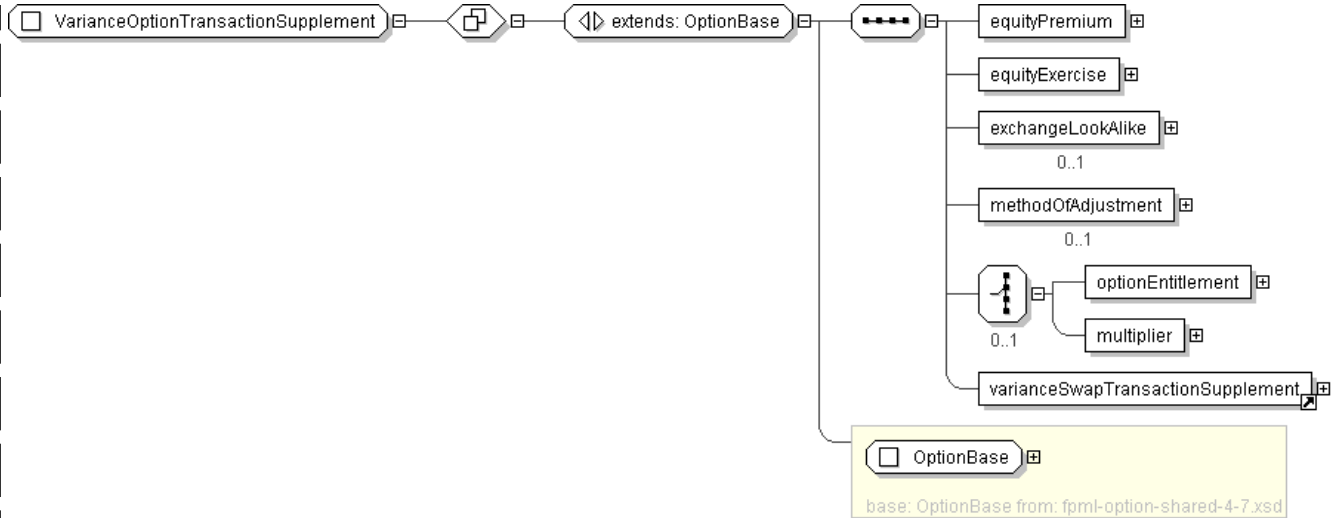 VarianceOptionTransactionSupplement
extends: OptionBase
equityPremium
equityExercise
exchangeLookAlike
0..1
methodOfAdjustment
0..1
optionEntitlement
multiplier
0..1
varianceSwapTransactionSupplement
OptionBase
base: OptionBase from: fpml-option-shared-4-7.xsd